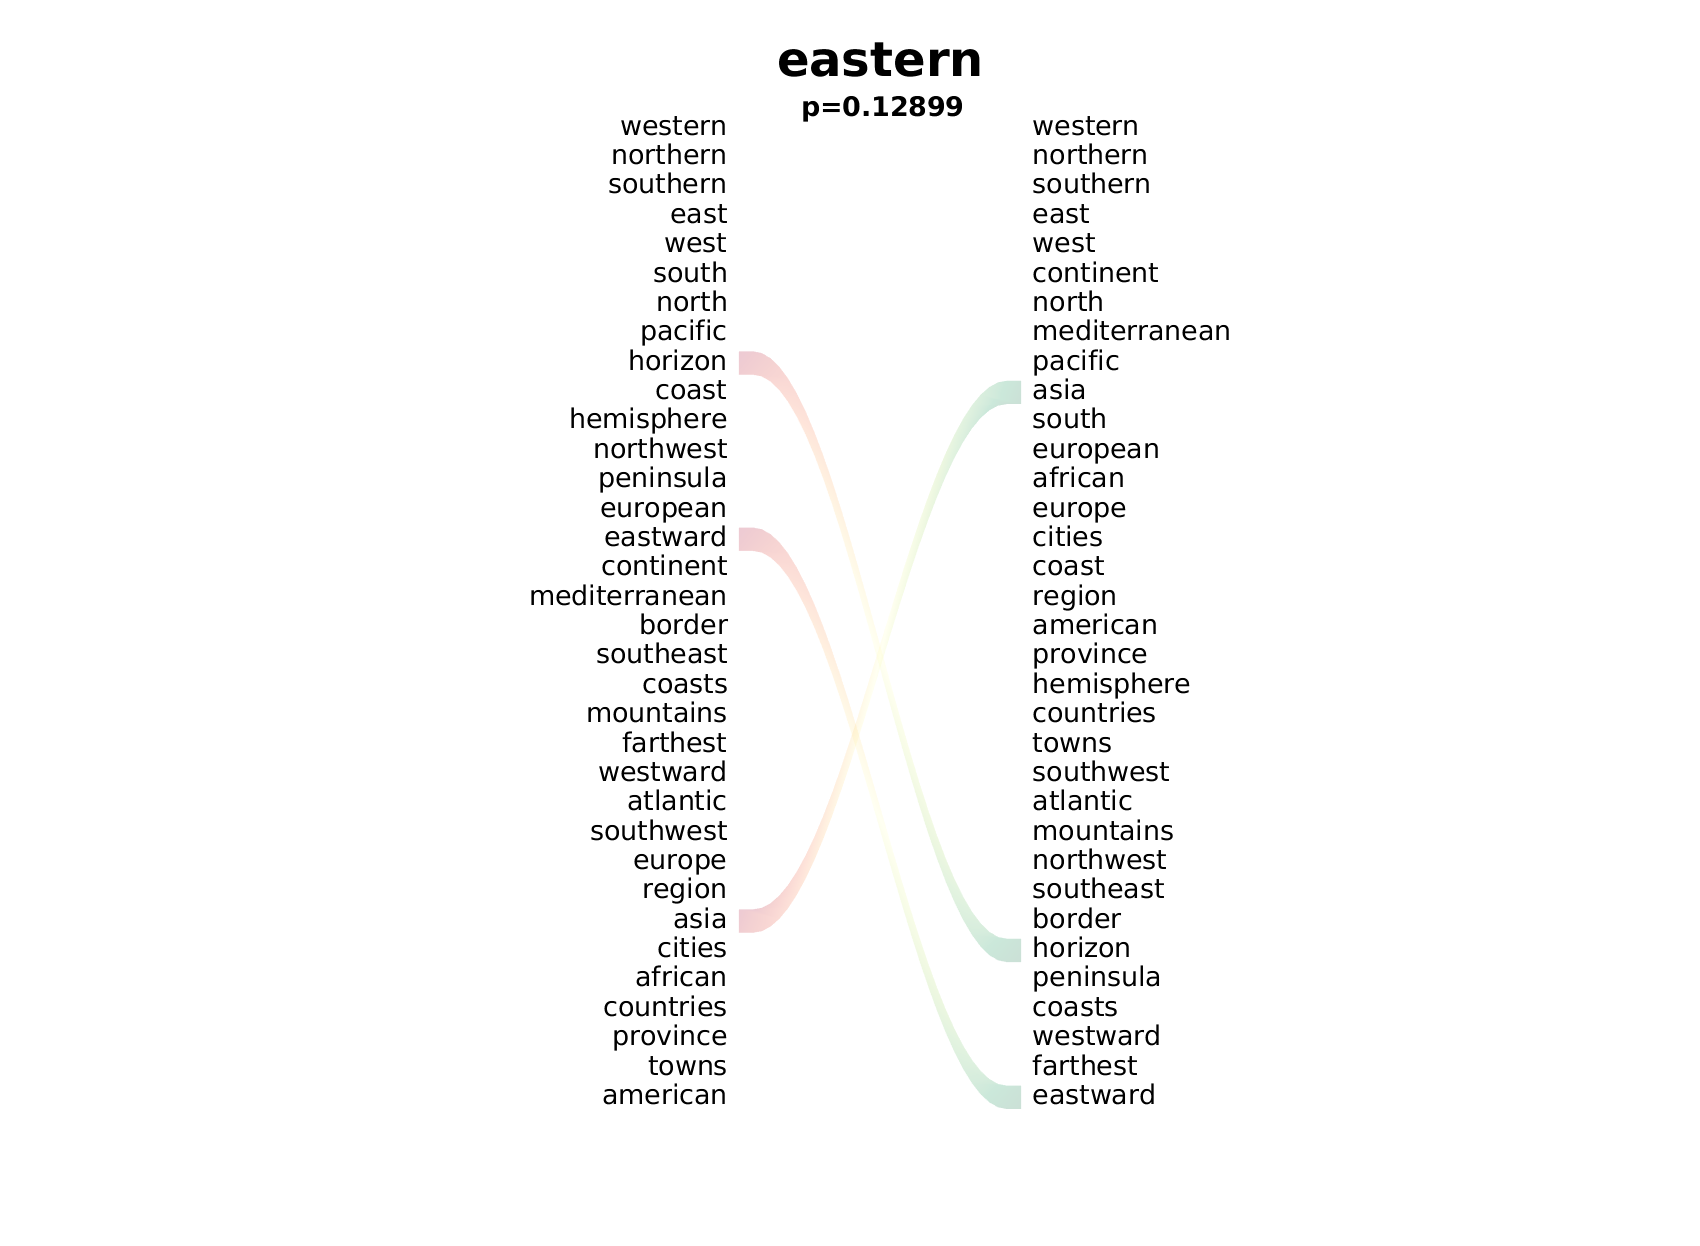 eastern
p=0.12899
western
northern
southern
east
west
south
north
pacific
horizon
coast
hemisphere
northwest
peninsula
european
eastward
continent
mediterranean
border
southeast
coasts
mountains
farthest
westward
atlantic
southwest
europe
region
asia
cities
african
countries
province
towns
american
western
northern
southern
east
west
continent
north
mediterranean
pacific
asia
south
european
african
europe
cities
coast
region
american
province
hemisphere
countries
towns
southwest
atlantic
mountains
northwest
southeast
border
horizon
peninsula
coasts
westward
farthest
eastward